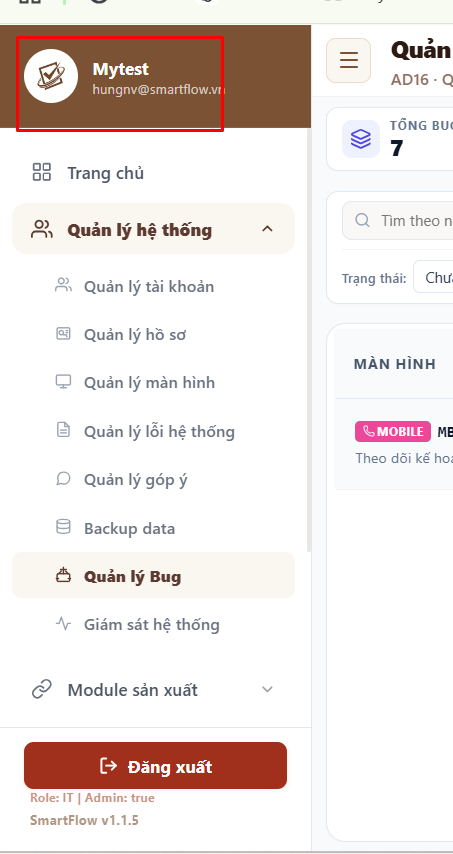 Mytest
hungnv@smartflow.vn
Trang chủ
Quản lý hệ thống
Quản lý tài khoản
Quản lý hồ sơ
Quản lý màn hình
Quản lý lỗi hệ thống
Quản lý góp ý
Backup data
Quản lý Bug
Giám sát hệ thống
Module sản xuất
Đăng xuất
Role: IT | Admin: true
SmartFlow v1.1.5
Quản
AD16 · Q
TỔNG BUG
7
Tìm theo n
Trạng thái:
Chưa
MÀN HÌNH
MOBILE
MB
Theo dõi kế hoạ